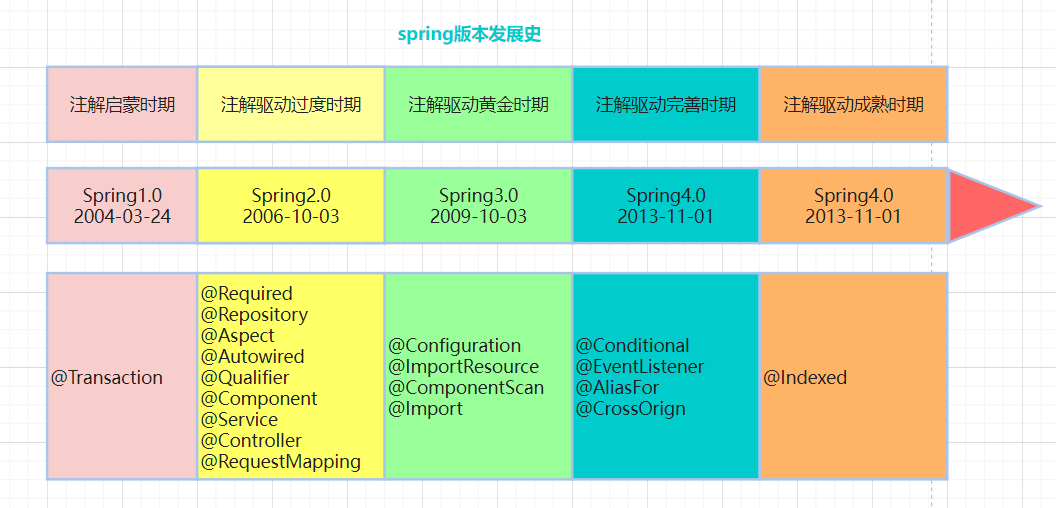 spring版本发展史
注解启蒙时期
注解驱动过度时期
注解驱动黄金时期
注解驱动完善时期
注解驱动成熟时期
Spring1.0
2004-03-24
Spring2.0
2006-10-03
Spring3.0
2009-10-03
Spring4.0
2013-11-01
Spring4.0
2013-11-01
@Transaction
@Required
@Repository
@Aspect
@Autowired
@Qualifier
@Component
@Service
@Controller
@RequestMapping
@Configuration
@ImportResource
@ComponentScan
@Import
@Conditional
@EventListener
@AliasFor
@CrossOrign
@Indexed